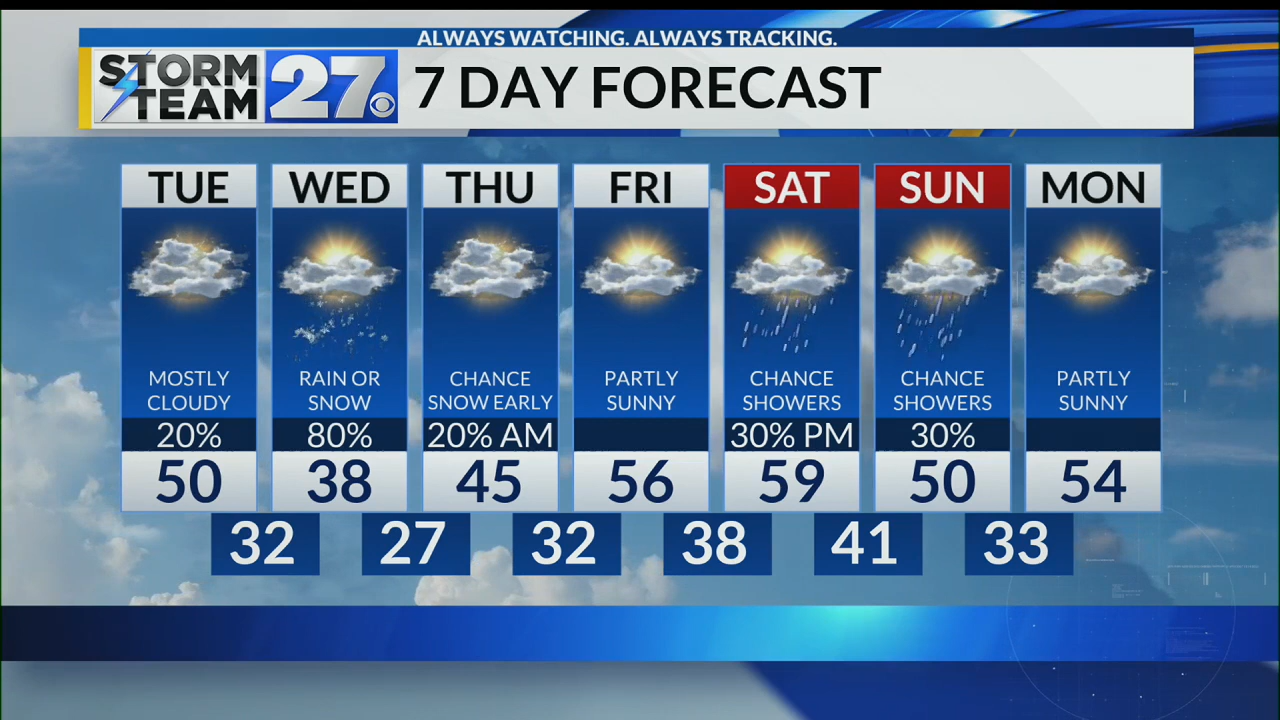 ALWAYS WATCHING. ALWAYS TRACKING.
STORM TEAM 27
7 DAY FORECAST
TUE WED THU FRI SAT SUN MON
MOSTLY CLOUDY
RAIN OR SNOW
CHANCE SNOW EARLY
PARTLY SUNNY
CHANCE SHOWERS
CHANCE SHOWERS
PARTLY SUNNY
20% 80% 20% AM 30% PM 30%
50 38 45 56 59 50 54
32 27 32 38 41 33